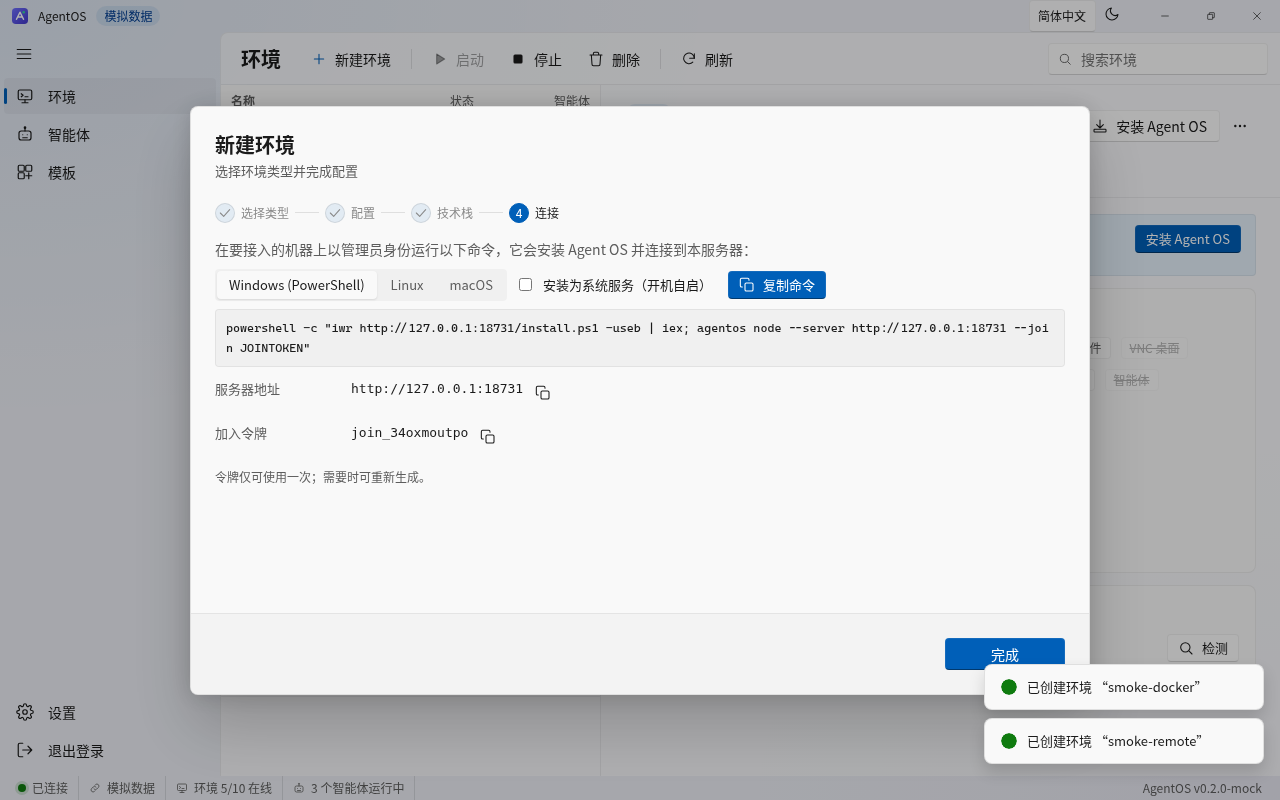 AgentOS 模拟数据 简体中文
环境 新建环境 启动 停止 删除 刷新 搜索环境
环境
智能体
模板
名称 状态 智能体
安装 Agent OS
新建环境
选择环境类型并完成配置
选择类型 配置 技术栈 4 连接
在要接入的机器上以管理员身份运行以下命令，它会安装 Agent OS 并连接到本服务器：
安装 Agent OS
Windows (PowerShell) Linux macOS 安装为系统服务（开机自启） 复制命令
powershell -c "iwr http://127.0.0.1:18731/install.ps1 -useb | iex; agentos node --server http://127.0.0.1:18731 --joi
n JOINTOKEN"
件 VNC 桌面
智能体
服务器地址 http://127.0.0.1:18731
加入令牌 join_34oxmoutpo
令牌仅可使用一次；需要时可重新生成。
完成
检测
已创建环境 “smoke-docker”
已创建环境 “smoke-remote”
设置
退出登录
已连接 模拟数据 环境 5/10 在线 3 个智能体运行中 AgentOS v0.2.0-mock